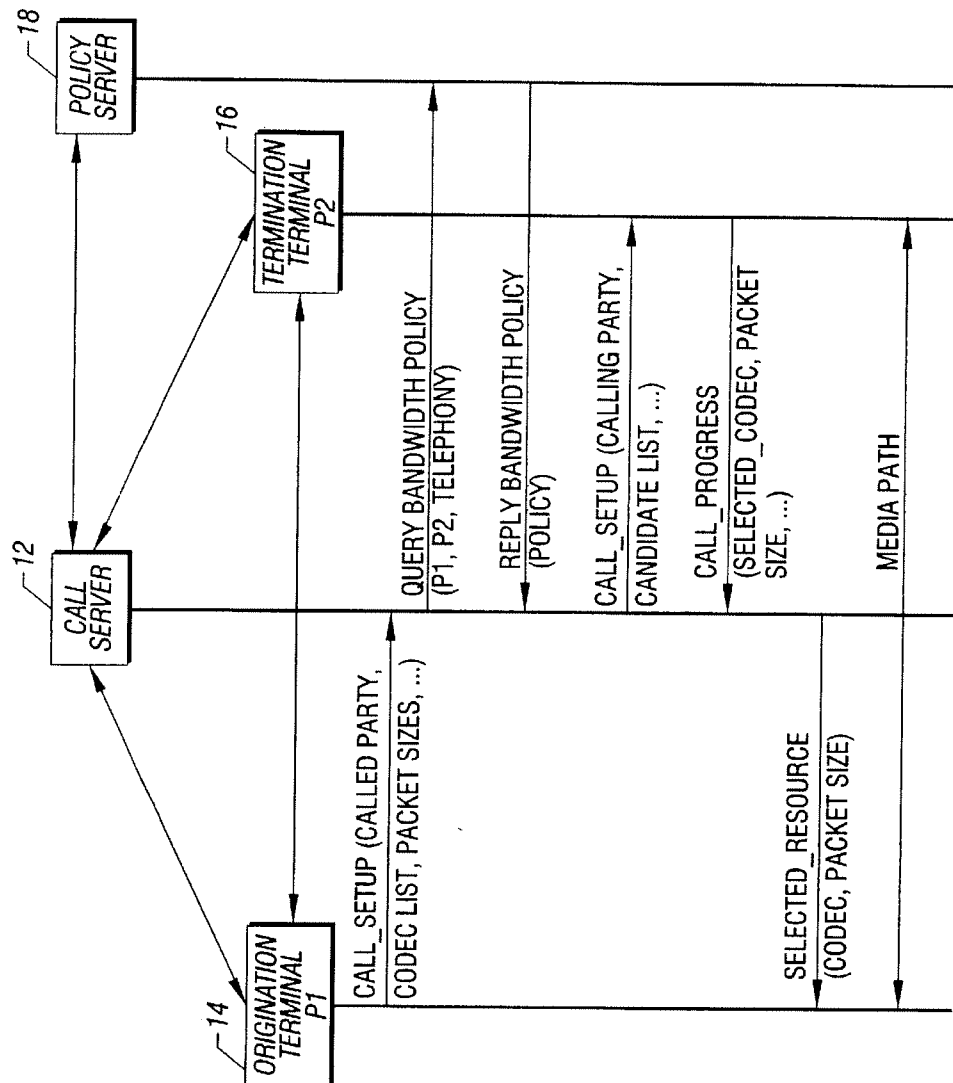 18
POLICY
SERVER
16
TERMINATION
TERMINAL
P2
12
CALL
SERVER
14
ORIGINATION
TERMINAL
P1
CALL_SETUP (CALLED PARTY,
CODEC LIST, PACKET SIZES, ...)
QUERY BANDWIDTH POLICY
(P1, P2, TELEPHONY)
REPLY BANDWIDTH POLICY
(POLICY)
CALL_SETUP (CALLING PARTY,
CANDIDATE LIST, ...)
CALL_PROGRESS
(SELECTED_CODEC, PACKET
SIZE, ...)
SELECTED_RESOURCE
(CODEC, PACKET SIZE)
MEDIA PATH